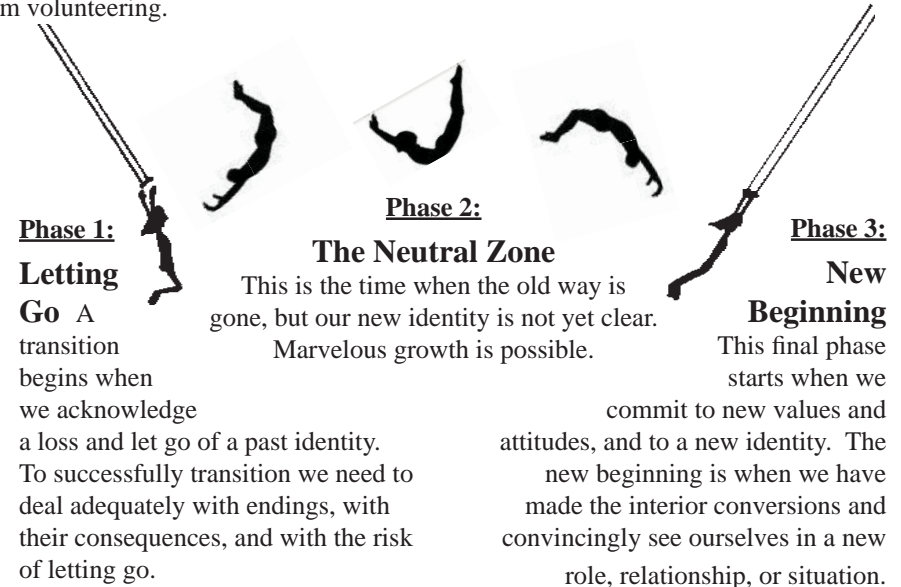 m volunteering.
Phase 1:
Letting
Go A
transition
begins when
we acknowledge
a loss and let go of a past identity.
To successfully transition we need to
deal adequately with endings, with
their consequences, and with the risk
of letting go.
Phase 2:
The Neutral Zone
This is the time when the old way is
gone, but our new identity is not yet clear.
Marvelous growth is possible.
Phase 3:
New
Beginning
This final phase
starts when we
commit to new values and
attitudes, and to a new identity.  The
new beginning is when we have
made the interior conversions and
convincingly see ourselves in a new
role, relationship, or situation.